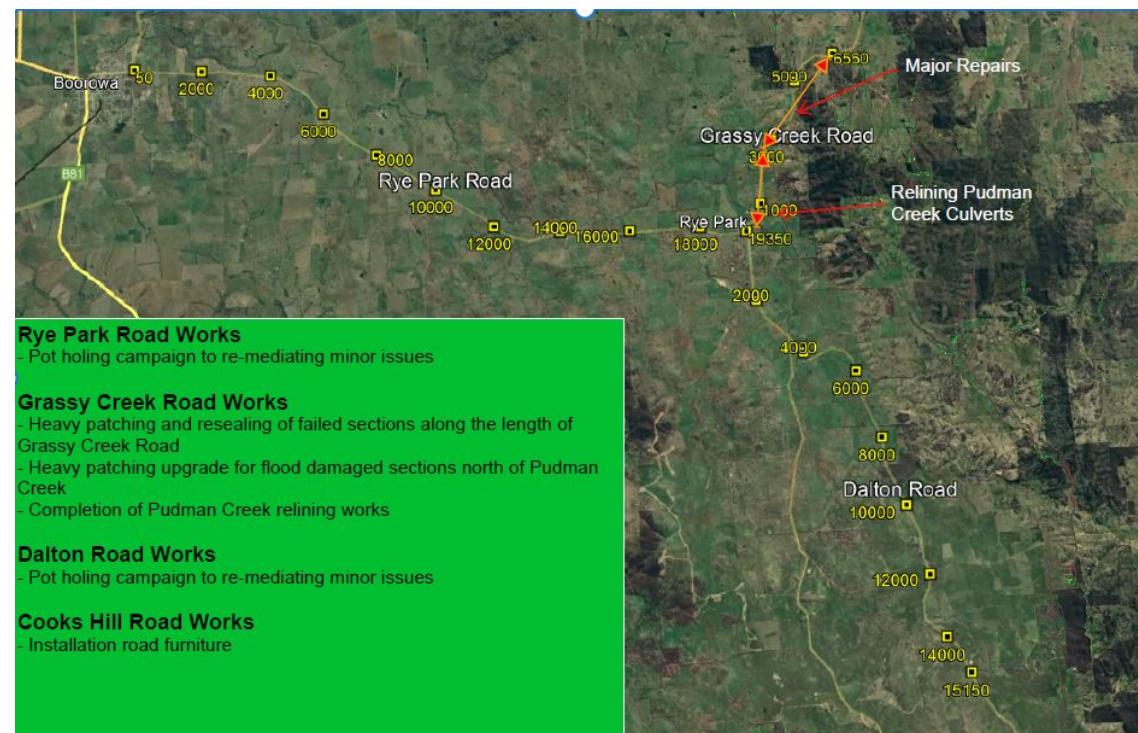 Boorowa
50
2000
4000
6000
8000
Rye Park Road
10000
12000
14000
16000
18000
19350
B81
Rye Park
5000
6550
Major Repairs
Grassy Creek Road
3000
1000
Relining Pudman
Creek Culverts
2000
4000
6000
8000
Dalton Road
10000
12000
14000
15150
Rye Park Road Works
- Pot holing campaign to re-mediating minor issues
Grassy Creek Road Works
- Heavy patching and resealing of failed sections along the length of
Grassy Creek Road
- Heavy patching upgrade for flood damaged sections north of Pudman
Creek
- Completion of Pudman Creek relining works
Dalton Road Works
- Pot holing campaign to re-mediating minor issues
Cooks Hill Road Works
- Installation road furniture